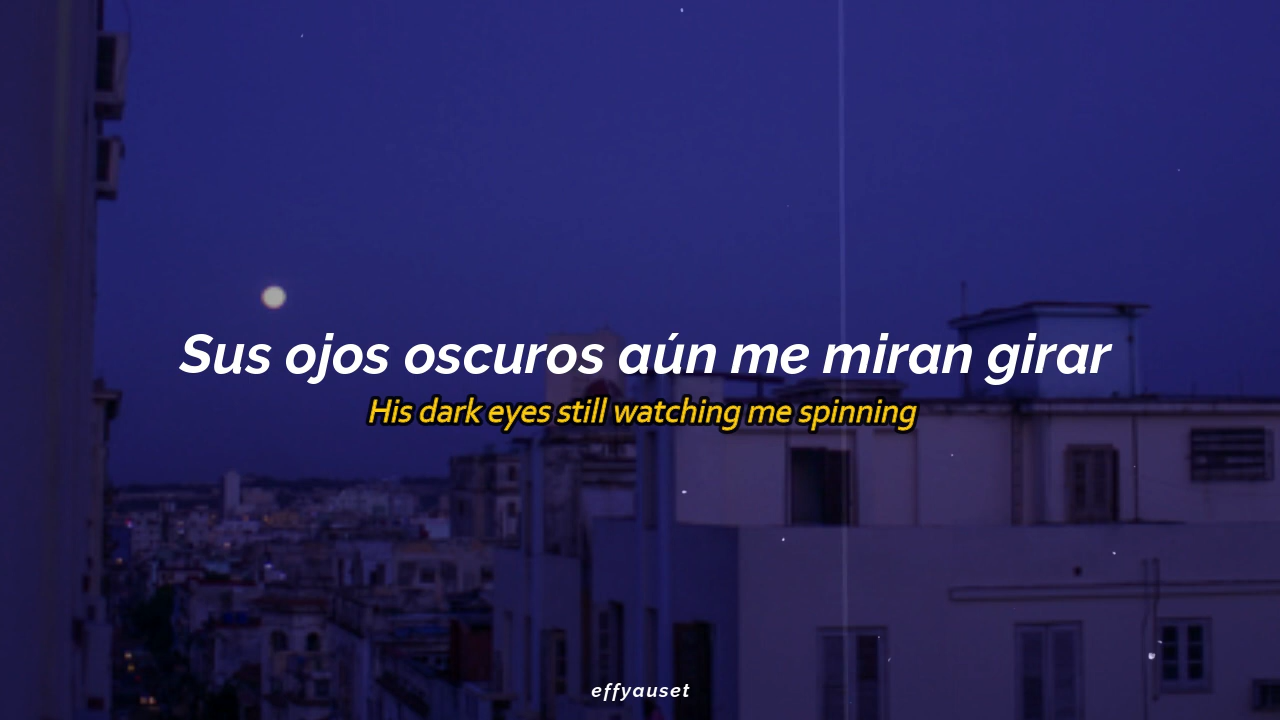 Sus ojos oscuros aún me miran girar
His dark eyes still watching me spinning
effyauset